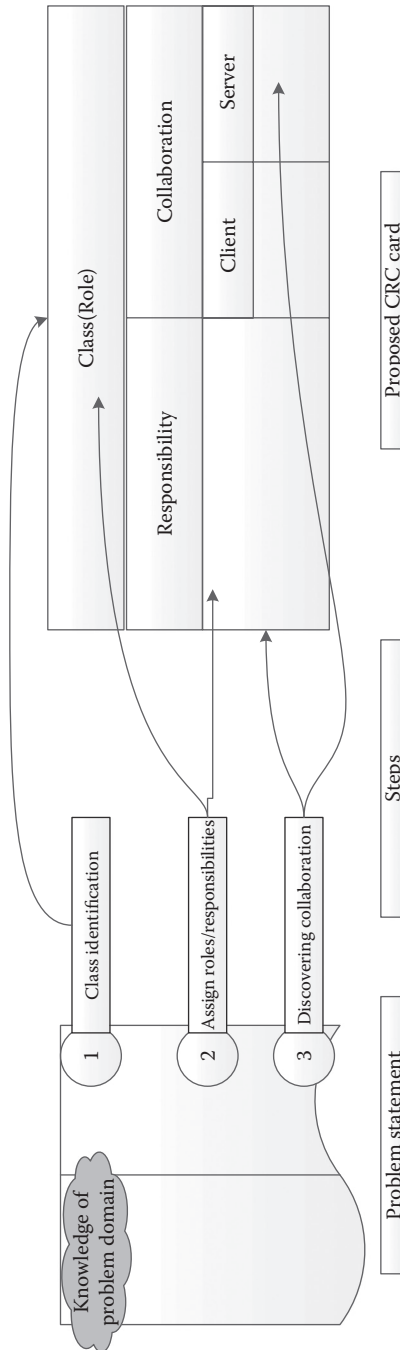 Knowledge of
problem domain
1
Class identification
2
Assign roles/responsibilities
3
Discovering collaboration
Class(Role)
Responsibility
Collaboration
Client
Server
Problem statement
Steps
Proposed CRC card